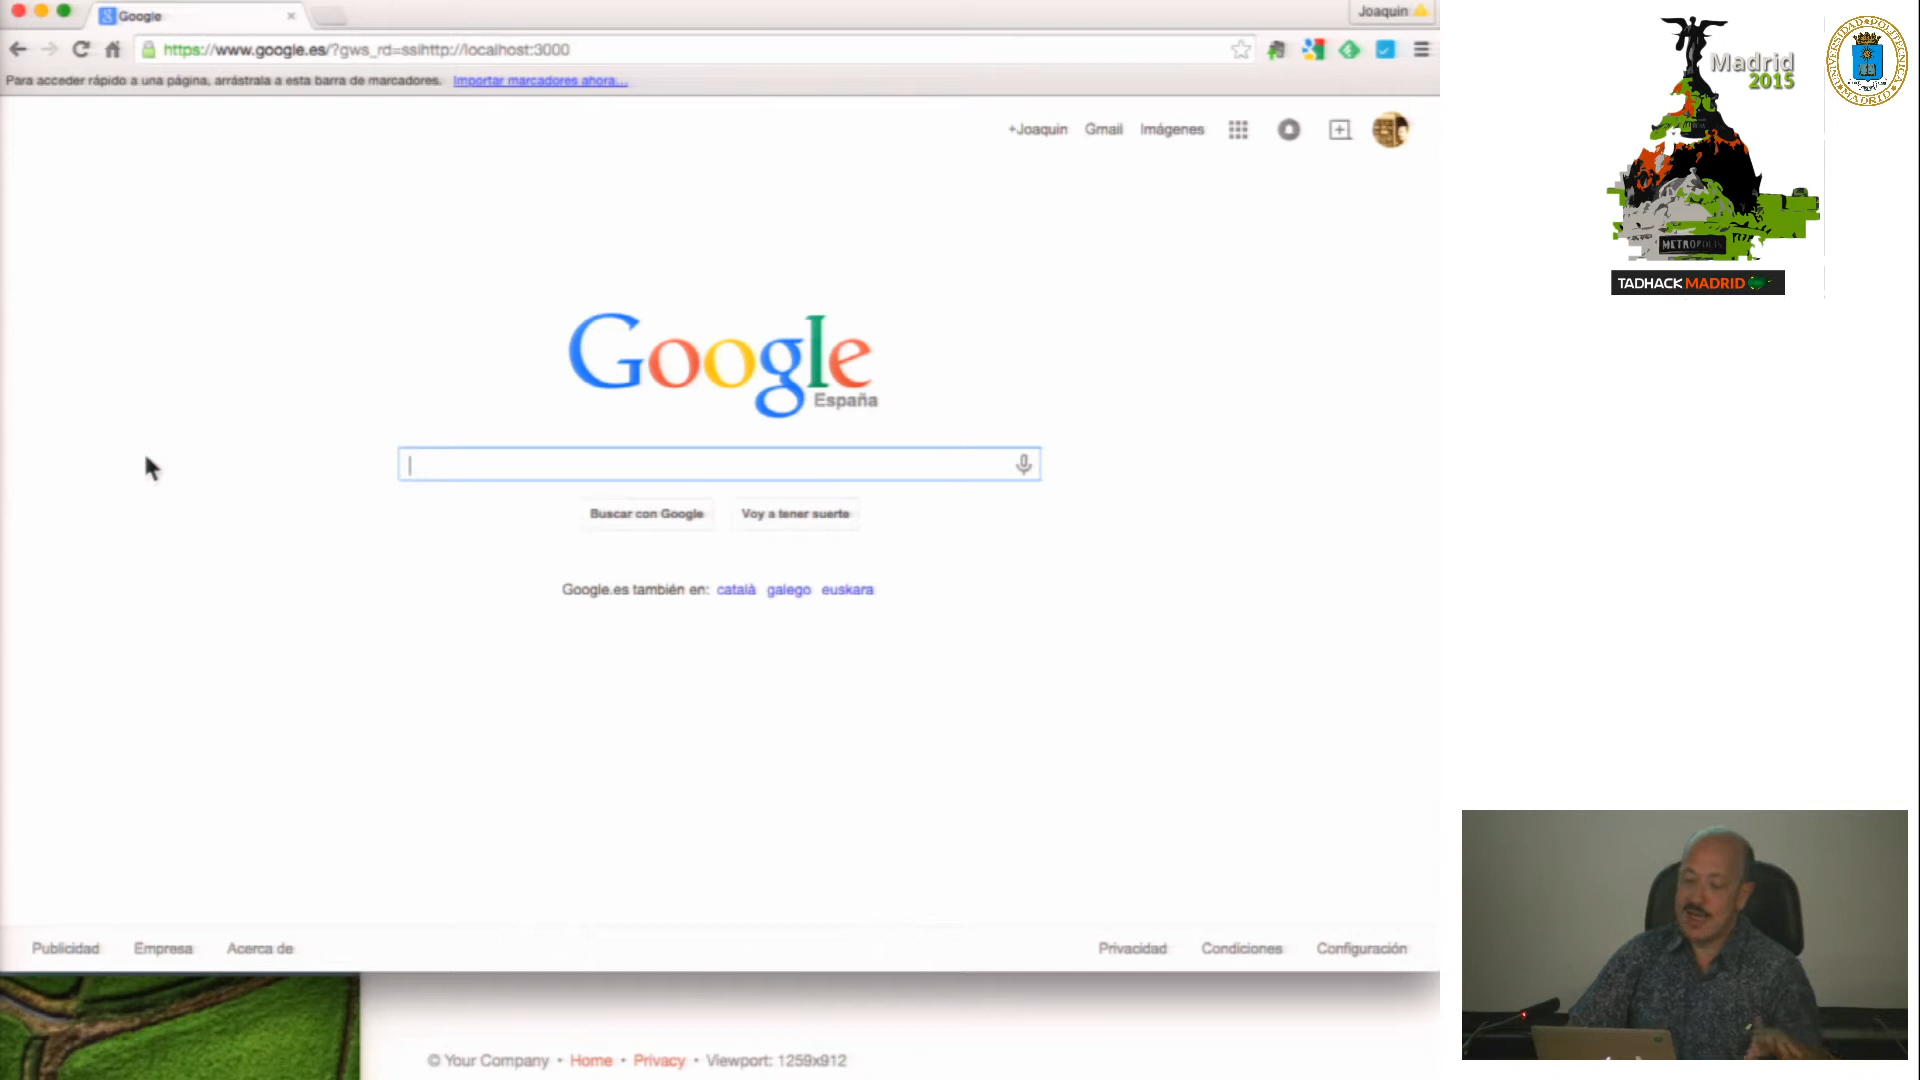 Google
Joaquin
https://www.google.es/?gws_rd=sslhttp://localhost:3000
Para acceder rápido a una página, arrástrala a esta barra de marcadores. Importar marcadores ahora...
+Joaquin Gmail Imágenes
Google
España
Buscar con Google Voy a tener suerte
Google.es también en: català galego euskara
Publicidad Empresa Acerca de
Privacidad Condiciones Configuración
© Your Company • Home • Privacy • Viewport: 1259x912
Madrid
2015
METROPOLIS
TADHACK MADRID
UNIVERSIDAD POLITÉCNICA
MADRID